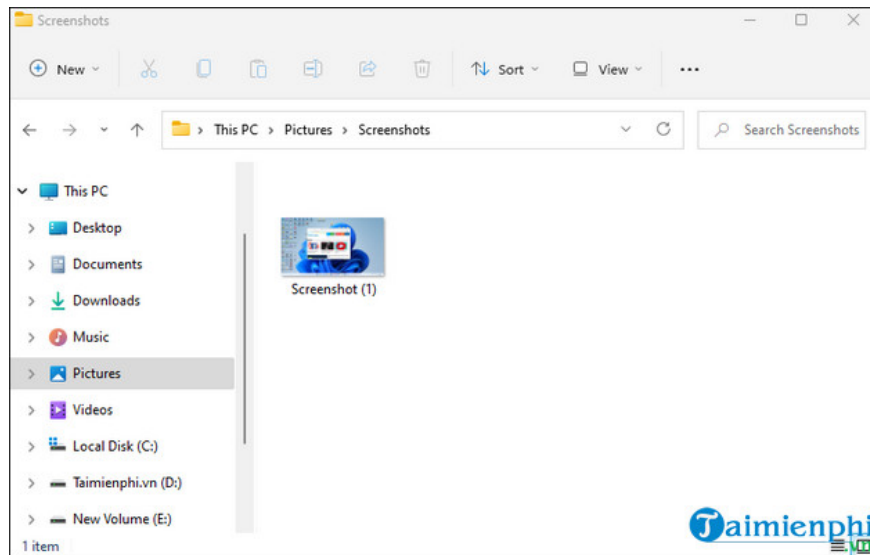 Screenshots
New
Sort
View
This PC > Pictures > Screenshots
Search Screenshots
This PC
Desktop
Documents
Downloads
Music
Pictures
Videos
Local Disk (C:)
Taimienphi.vn (D:)
New Volume (E:)
Screenshot (1)
1 item
Taimienphi
.vn